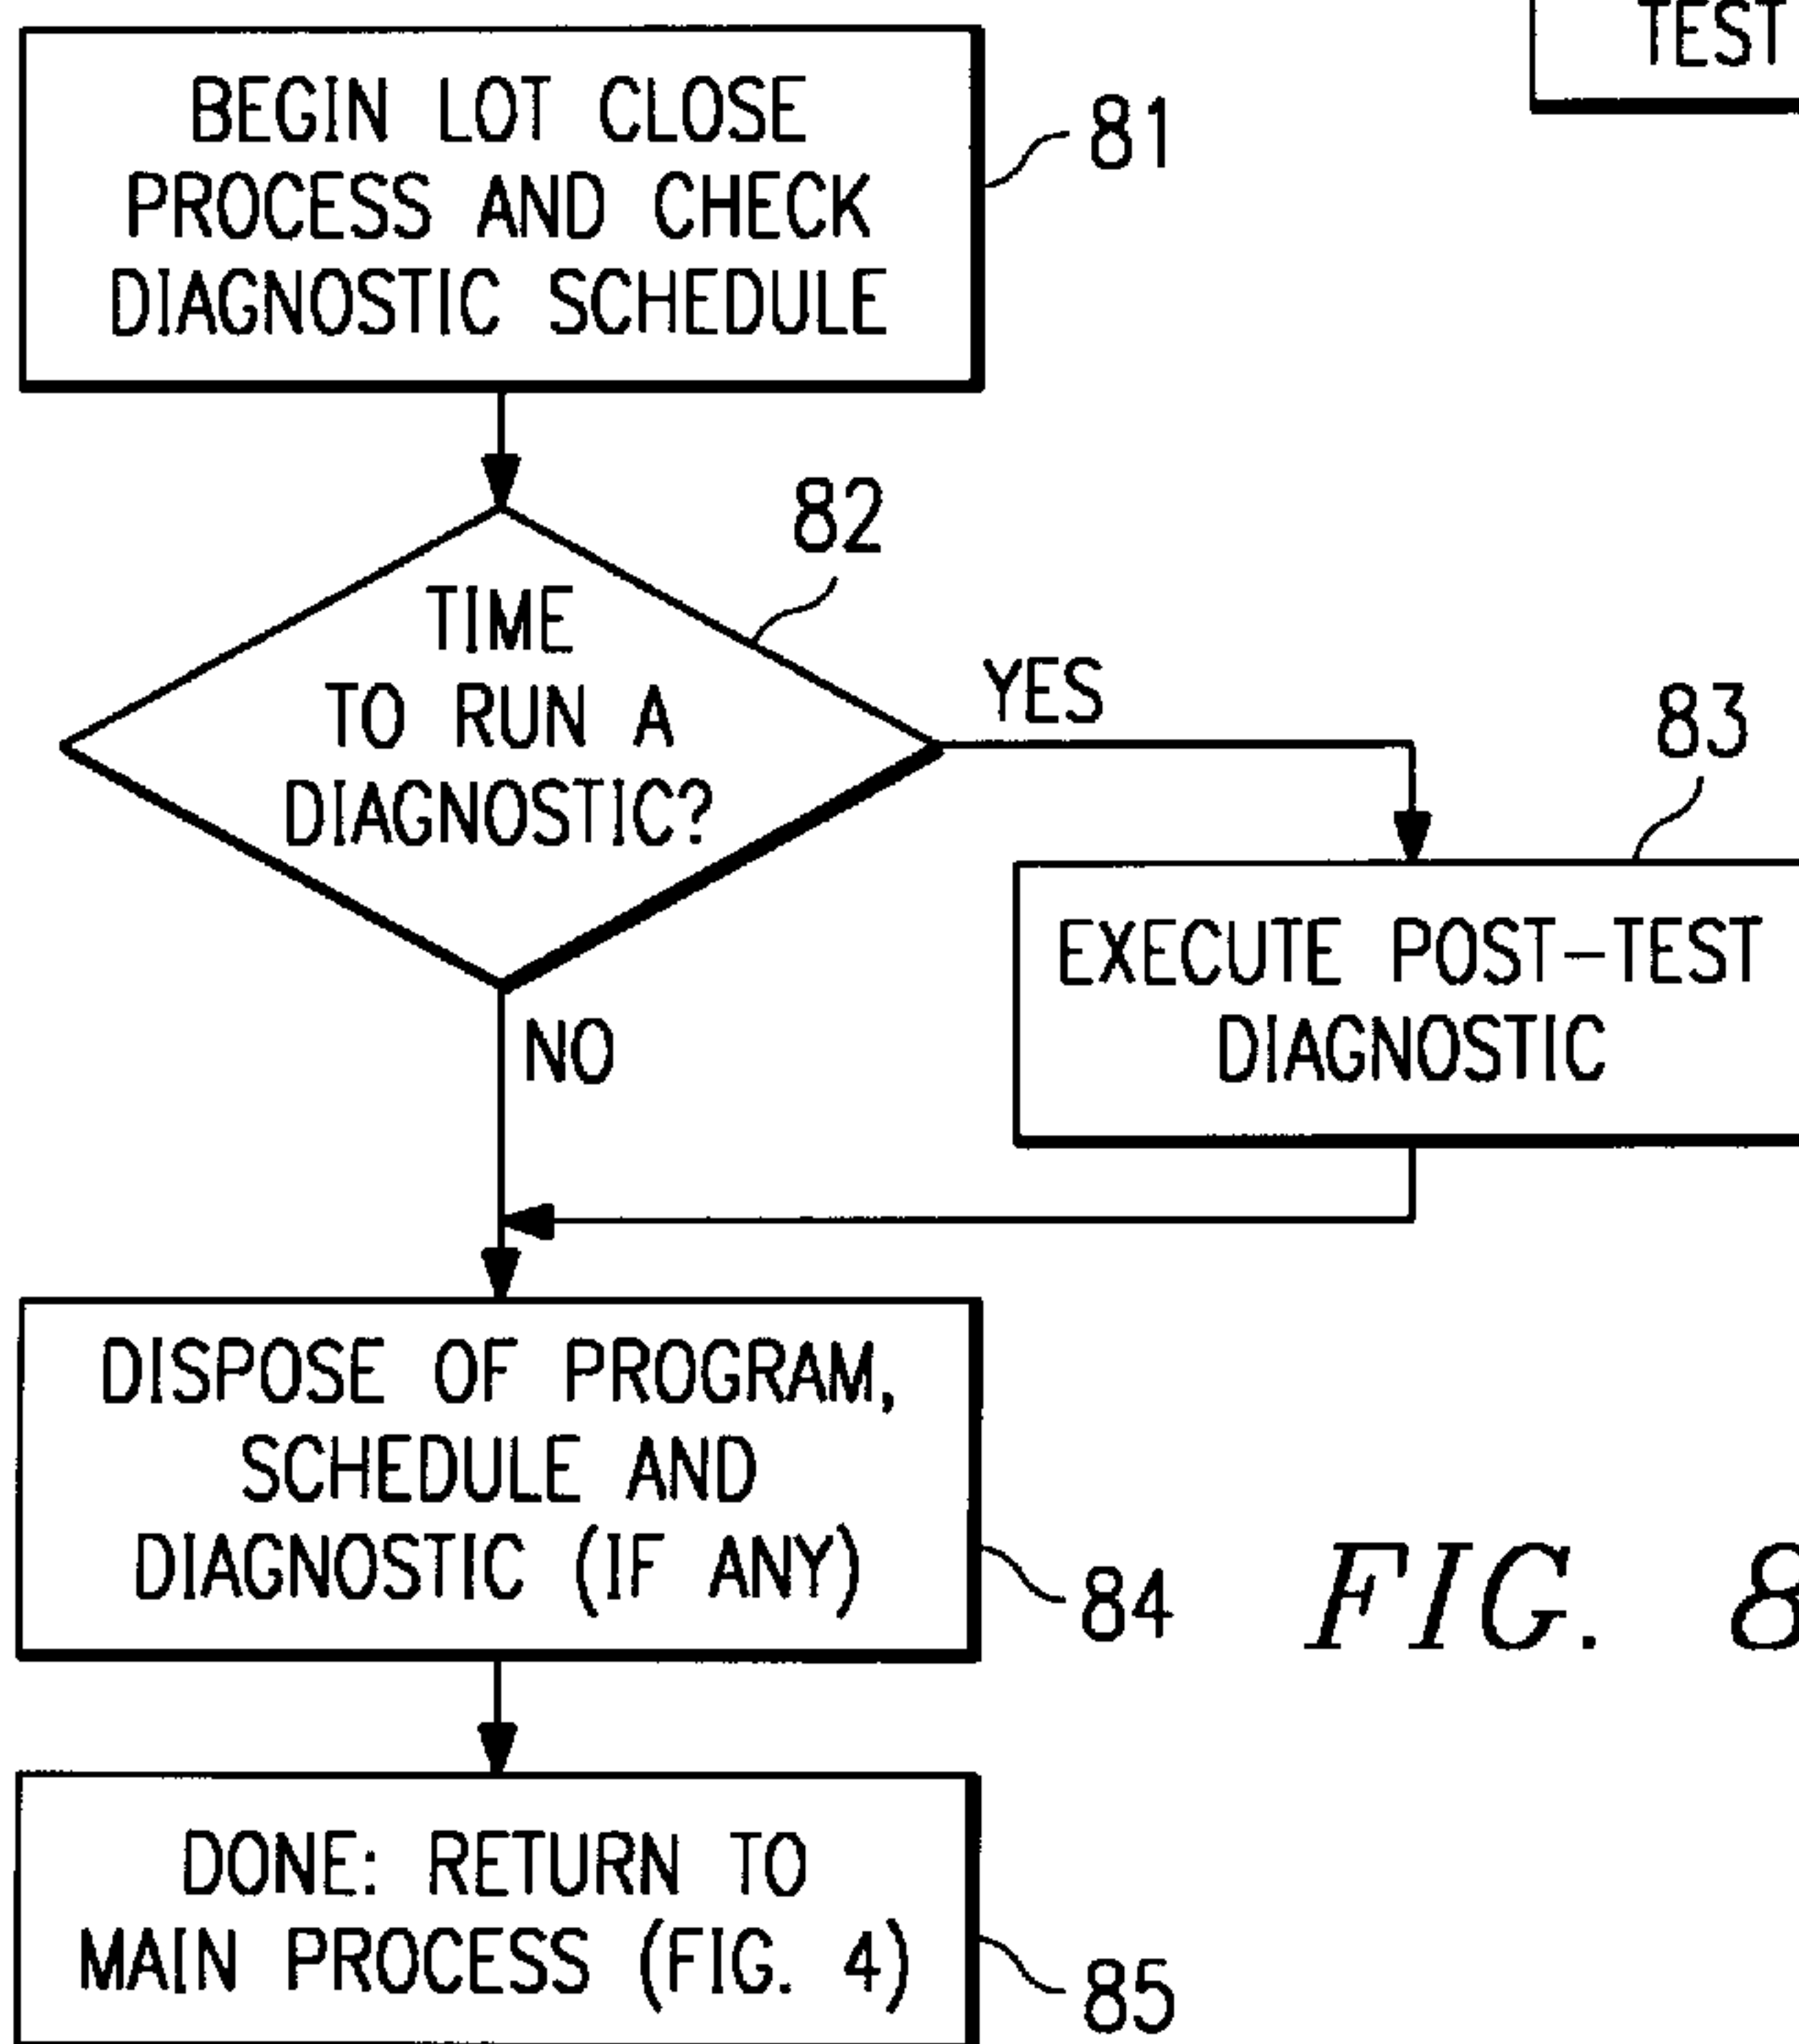 TEST
BEGIN LOT CLOSE
PROCESS AND CHECK
DIAGNOSTIC SCHEDULE
81
82
TIME
TO RUN A
DIAGNOSTIC?
YES
83
EXECUTE POST-TEST
DIAGNOSTIC
NO
DISPOSE OF PROGRAM,
SCHEDULE AND
DIAGNOSTIC (IF ANY)
84
FIG. 8
DONE: RETURN TO
MAIN PROCESS (FIG. 4)
85